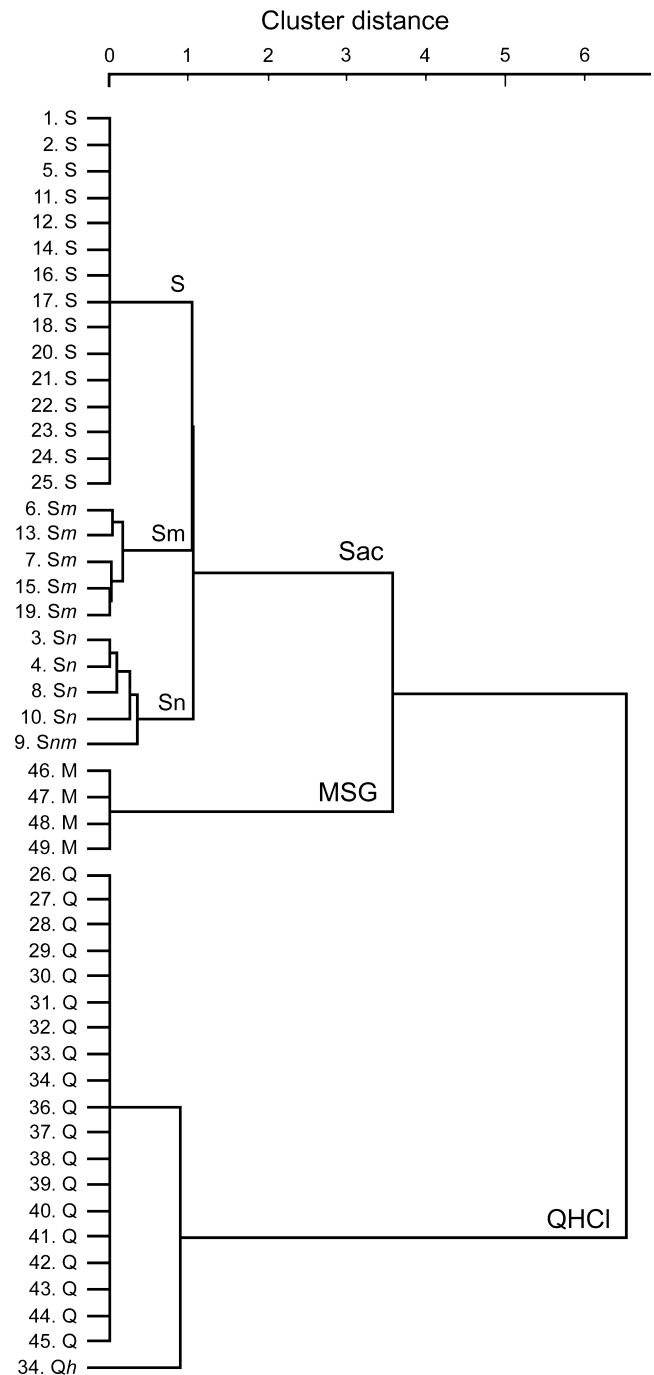 Cluster distance
0 1 2 3 4 5 6
1. S
2. S
5. S
11. S
12. S
14. S
16. S
S
17. S
18. S
20. S
21. S
22. S
23. S
24. S
25. S
6. Sm
13. Sm
Sm
Sac
7. Sm
15. Sm
19. Sm
3. Sn
4. Sn
8. Sn
Sn
10. Sn
9. Snm
46. M
MSG
47. M
48. M
49. M
26. Q
27. Q
28. Q
29. Q
30. Q
31. Q
32. Q
33. Q
34. Q
36. Q
37. Q
38. Q
39. Q
40. Q
QHCl
41. Q
42. Q
43. Q
44. Q
45. Q
34. Qh